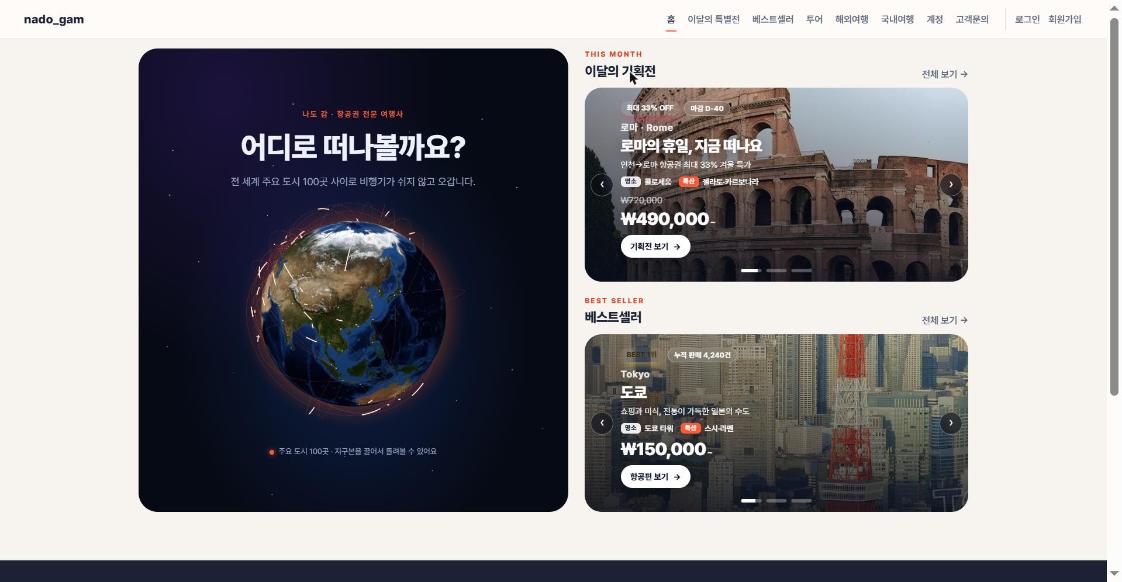 nado_gam
홈 이달의 특별전 베스트셀러 투어 해외여행 국내여행 계정 고객문의 로그인 회원가입
나도 감 · 항공권 전문 여행사
어디로 떠나볼까요?
전 세계 주요 도시 100곳 사이로 비행기가 쉬지 않고 오갑니다.
주요 도시 100곳 · 지구본을 끌어서 돌려볼 수 있어요
THIS MONTH
이달의 기획전
전체 보기 →
최대 33% OFF 마감 D-40
로마 · Rome
로마의 휴일, 지금 떠나요
인천→로마 항공권 최대 33% 겨울 특가
명소 콜로세움 특산 젤라토·카르보나라
₩720,000
₩490,000~
기획전 보기 →
BEST SELLER
베스트셀러
전체 보기 →
BEST 1위 누적 판매 4,240건
Tokyo
도쿄
쇼핑과 미식, 전통이 가득한 일본의 수도
명소 도쿄 타워 특산 스시·라멘
₩150,000~
항공편 보기 →